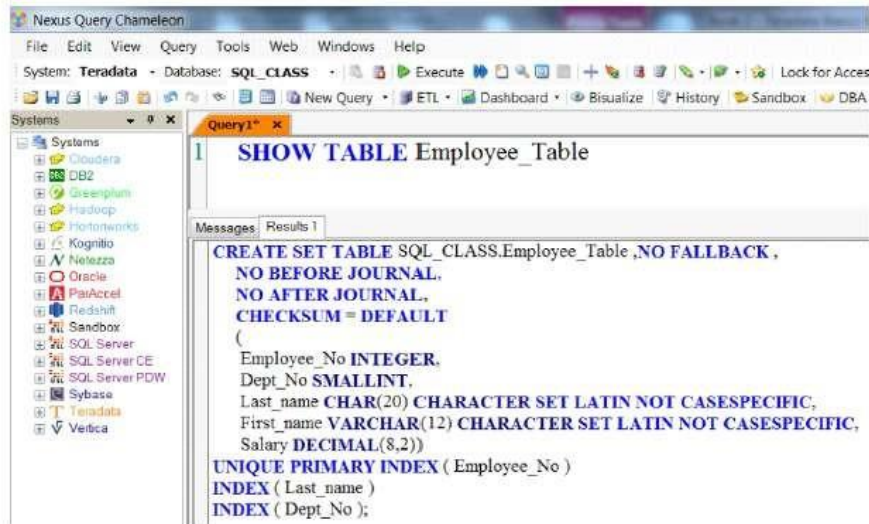 Nexus Query Chameleon
File Edit View Query Tools Web Windows Help
System: Teradata - Database: SQL_CLASS Execute Lock for Acces
New Query ETL Dashboard Bisualize History Sandbox DBA
Systems
Query1* x
Systems
Cloudera
DB2
Greenplum
Hadoop
Hortonworks
Kognitio
Netezza
Oracle
ParAccel
Redshift
Sandbox
SQL Server
SQL Server CE
SQL Server PDW
Sybase
Teradata
Vertica
1 SHOW TABLE Employee_Table
Messages Results 1
CREATE SET TABLE SQL_CLASS.Employee_Table ,NO FALLBACK ,
NO BEFORE JOURNAL,
NO AFTER JOURNAL,
CHECKSUM = DEFAULT
(
Employee_No INTEGER,
Dept_No SMALLINT,
Last_name CHAR(20) CHARACTER SET LATIN NOT CASESPECIFIC,
First_name VARCHAR(12) CHARACTER SET LATIN NOT CASESPECIFIC,
Salary DECIMAL(8,2))
UNIQUE PRIMARY INDEX ( Employee_No )
INDEX ( Last_name )
INDEX ( Dept_No );